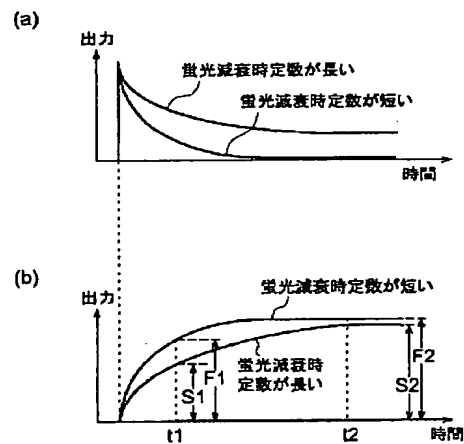 (a)
出力
蛍光減衰時定数が長い
蛍光減衰時定数が短い
時間
(b)
出力
蛍光減衰時定数が短い
蛍光減衰時
定数が長い
S1
F1
S2
F2
t1
t2
時間